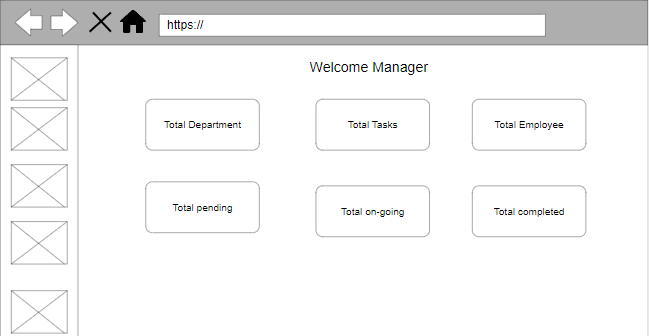 https://
Welcome Manager
Total Department
Total Tasks
Total Employee
Total pending
Total on-going
Total completed